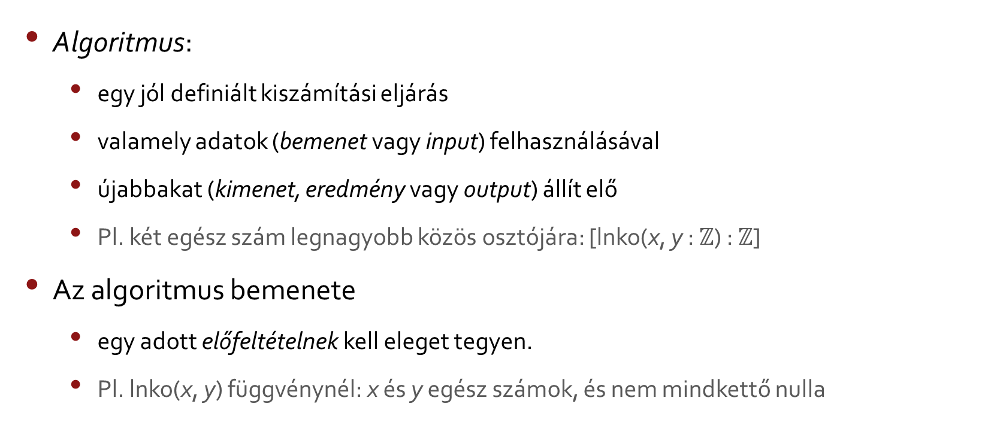 • Algoritmus:
• egy jól definiált kiszámítási eljárás
• valamely adatok (bemenet vagy input) felhasználásával
• újabbakat (kimenet, eredmény vagy output) állít elő
• Pl. két egész szám legnagyobb közös osztójára: [lnko(x, y : ℤ) : ℤ]
• Az algoritmus bemenete
• egy adott előfeltételnek kell eleget tegyen.
• Pl. lnko(x, y) függvénynél: x és y egész számok, és nem mindkettő nulla